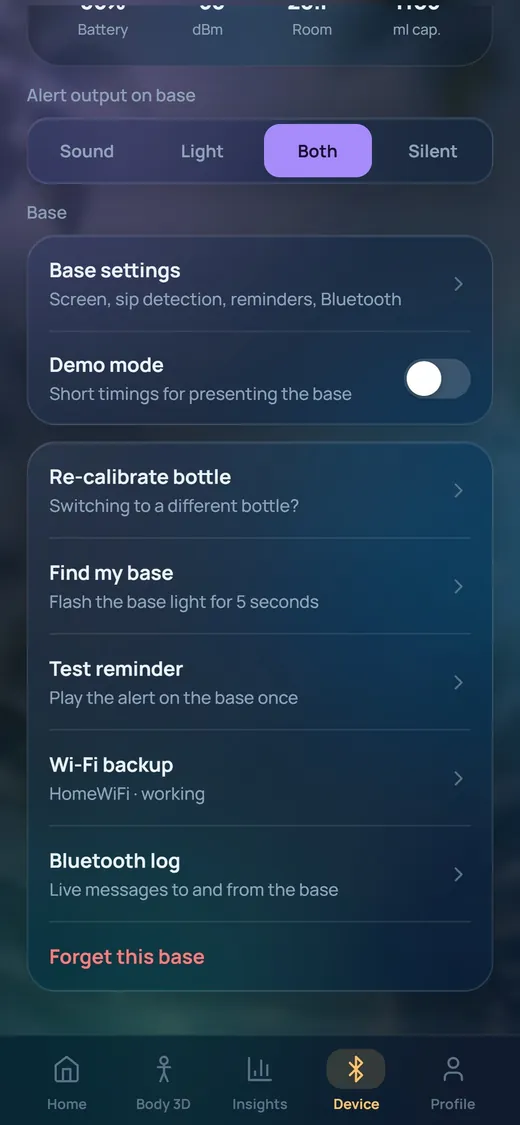 Battery dBm Room ml cap.
Alert output on base
Sound Light Both Silent
Base
Base settings
Screen, sip detection, reminders, Bluetooth
Demo mode
Short timings for presenting the base
Re-calibrate bottle
Switching to a different bottle?
Find my base
Flash the base light for 5 seconds
Test reminder
Play the alert on the base once
Wi-Fi backup
HomeWiFi · working
Bluetooth log
Live messages to and from the base
Forget this base
Home Body 3D Insights Device Profile